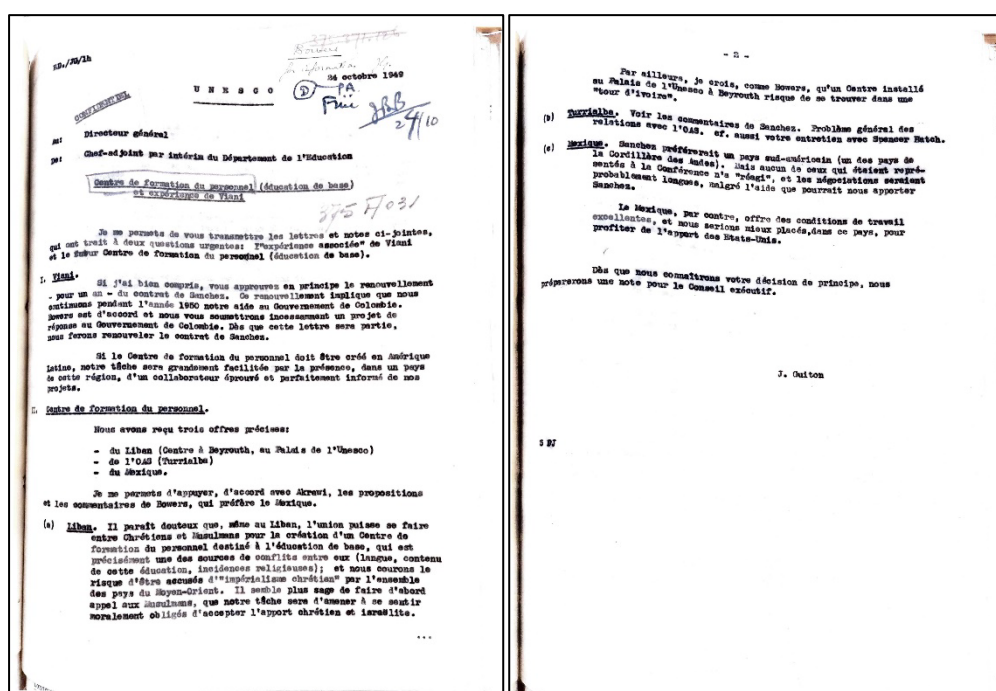 ED./JG/lh
375.371.124
Bowers
24 octobre 1949
UNESCO
D P.A.
24/10
CONFIDENTIEL
Au: Directeur général
De: Chef-adjoint par intérim du Département de l'Education
Centre de formation du personnel (éducation de base)
et expérience de Viani
375 A 031
Je me permets de vous transmettre les lettres et notes ci-jointes,
qui ont trait à deux questions urgentes: l'"expérience associée" de Viani
et le futur Centre de formation du personnel (éducation de base).
I. Viani.
Si j'ai bien compris, vous approuvez en principe le renouvellement
- pour un an - du contrat de Sanchez. Ce renouvellement implique que nous
continuons pendant l'année 1950 notre aide au Gouvernement de Colombie.
Bowers est d'accord et nous vous soumettrons incessamment un projet de
réponse au Gouvernement de Colombie. Dès que cette lettre sera partie,
nous ferons renouveler le contrat de Sanchez.
Si le Centre de formation du personnel doit être créé en Amérique
Latine, notre tâche sera grandement facilitée par la présence, dans un pays
de cette région, d'un collaborateur éprouvé et parfaitement informé de nos
projets.
II. Centre de formation du personnel.
Nous avons reçu trois offres précises:
- du Liban (Centre à Beyrouth, au Palais de l'Unesco)
- de l'OAS (Turrialba)
- du Mexique.
Je me permets d'appuyer, d'accord avec Akrawi, les propositions
et les commentaires de Bowers, qui préfère le Mexique.
(a) Liban. Il paraît douteux que, même au Liban, l'union puisse se faire
entre Chrétiens et Musulmans pour la création d'un Centre de
formation du personnel destiné à l'éducation de base, qui est
précisément une des sources de conflits entre eux (langue, contenu
de cette éducation, incidences religieuses); et nous courons le
risque d'être accusés d'"impérialisme chrétien" par l'ensemble
des pays du Moyen-Orient. Il semble plus sage de faire d'abord
appel aux Musulmans, que notre tâche sera d'amener à se sentir
moralement obligés d'accepter l'apport chrétien et israélite.
...
- 2 -
Par ailleurs, je crois, comme Bowers, qu'un Centre installé
au Palais de l'Unesco à Beyrouth risque de se trouver dans une
"tour d'ivoire".
(b) Turrialba. Voir les commentaires de Sanchez. Problème général des
relations avec l'OAS. cf. aussi votre entretien avec Spencer Hatch.
(c) Mexique. Sanchez préférerait un pays sud-américain (un des pays de
la Cordillère des Andes). Mais aucun de ceux qui étaient repré-
sentés à la Conférence n'a "réagi", et les négociations seraient
probablement longues, malgré l'aide que pourrait nous apporter
Sanchez.
Le Mexique, par contre, offre des conditions de travail
excellentes, et nous serions mieux placés, dans ce pays, pour
profiter de l'apport des Etats-Unis.
Dès que nous connaîtrons votre décision de principe, nous
préparerons une note pour le Conseil exécutif.
J. Guiton